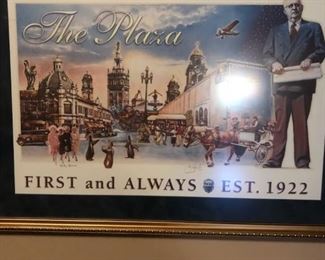 The Plaza
FIRST and ALWAYS EST. 1922